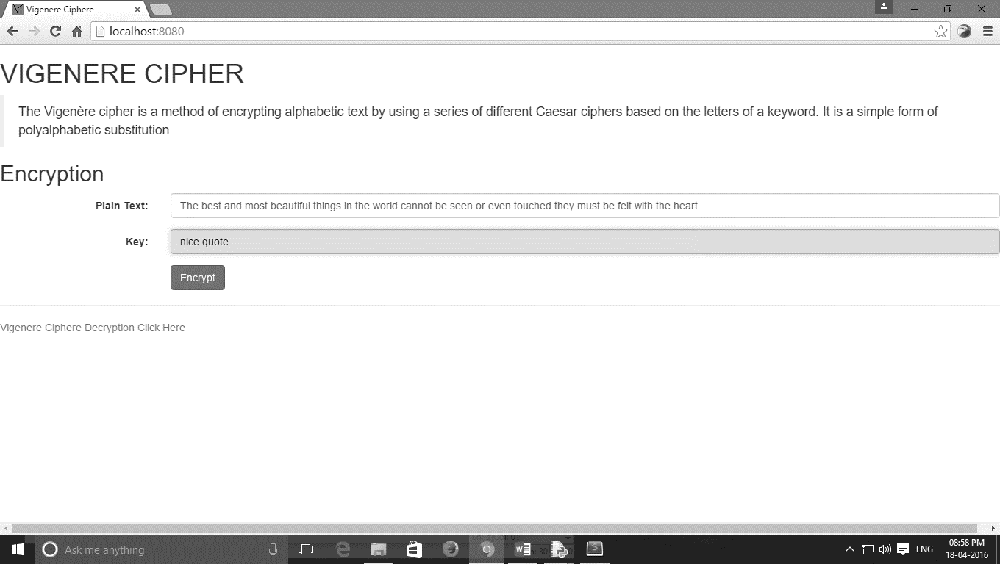 Vigenere Ciphere
localhost:8080
VIGENERE CIPHER
The Vigenère cipher is a method of encrypting alphabetic text by using a series of different Caesar ciphers based on the letters of a keyword. It is a simple form of
polyalphabetic substitution
Encryption
Plain Text: The best and most beautiful things in the world cannot be seen or even touched they must be felt with the heart
Key: nice quote
Encrypt
Vigenere Ciphere Decryption Click Here
Ask me anything
ENG
08:58 PM
18-04-2016